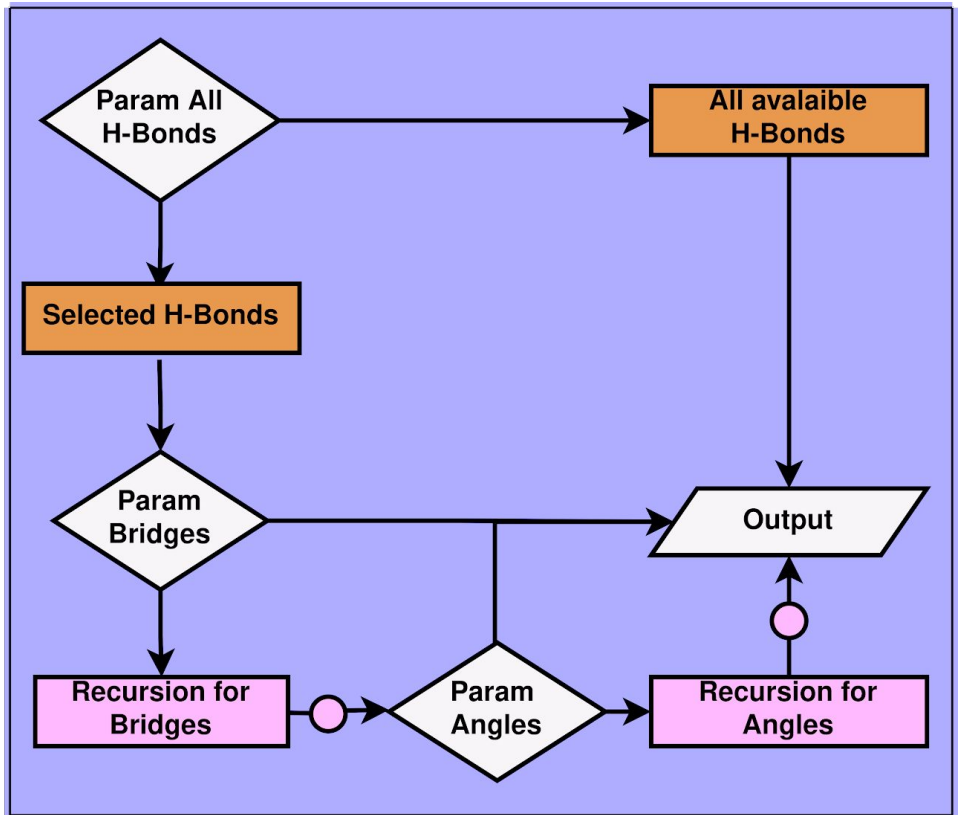 Param All
H-Bonds
All avalaible
H-Bonds
Selected H-Bonds
Param
Bridges
Output
Recursion for
Bridges
Param
Angles
Recursion for
Angles